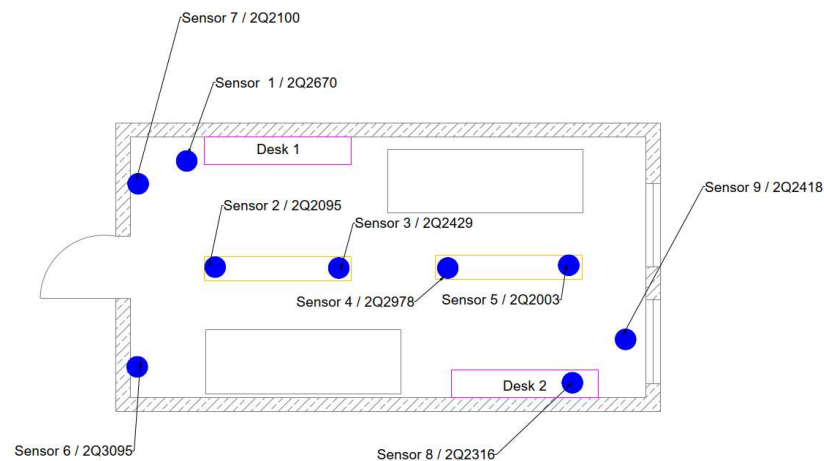 Sensor 7 / 2Q2100
Sensor  1 / 2Q2670
Desk 1
Sensor 9 / 2Q2418
Sensor 2 / 2Q2095
Sensor 3 / 2Q2429
Sensor 4 / 2Q2978
Sensor 5 / 2Q2003
Desk 2
Sensor 6 / 2Q3095
Sensor 8 / 2Q2316